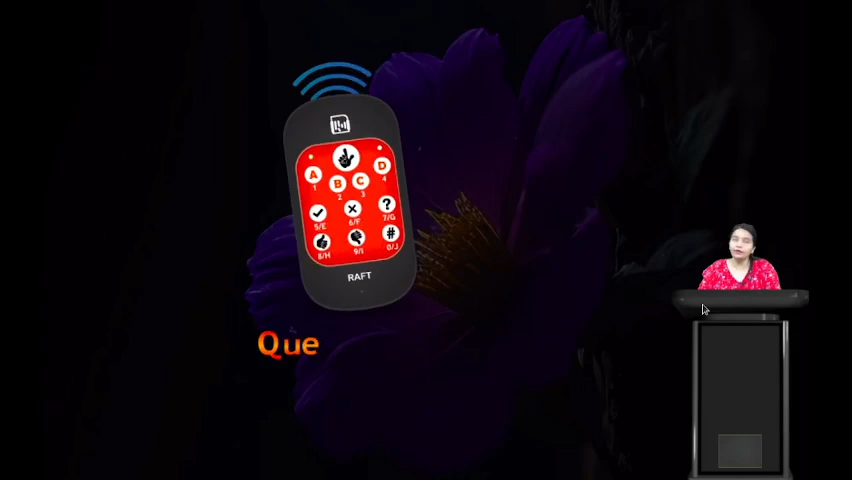 A B C D
1 2 3 4
? 
5/E 6/F 7/G
#
8/H 9/I 0/J
RAFT
Que